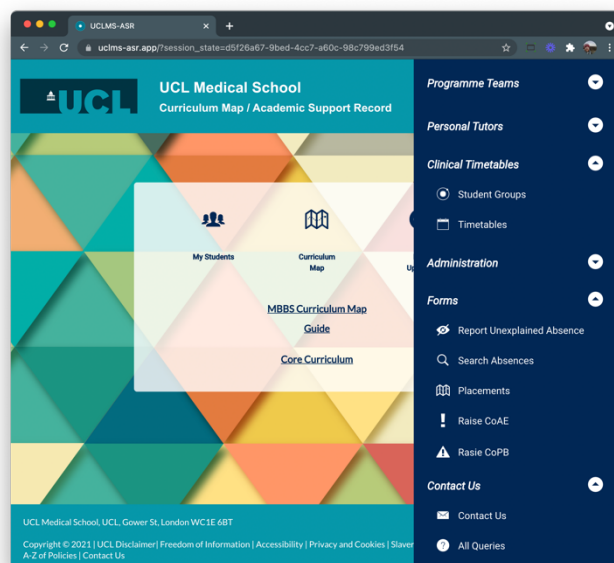 UCLMS-ASR
uclms-asr.app/?session_state=d5f26a67-9bed-4cc7-a60c-98c799ed3f54
UCL
UCL Medical School
Curriculum Map / Academic Support Record
My Students
Curriculum
Map
MBBS Curriculum Map
Guide
Core Curriculum
Programme Teams
Personal Tutors
Clinical Timetables
Student Groups
Timetables
Administration
Forms
Report Unexplained Absence
Search Absences
Placements
Raise CoAE
Rasie CoPB
Contact Us
Contact Us
All Queries
UCL Medical School, UCL, Gower St, London WC1E 6BT
Copyright © 2021 | UCL Disclaimer| Freedom of Information | Accessibility | Privacy and Cookies | Slaver
A-Z of Policies | Contact Us